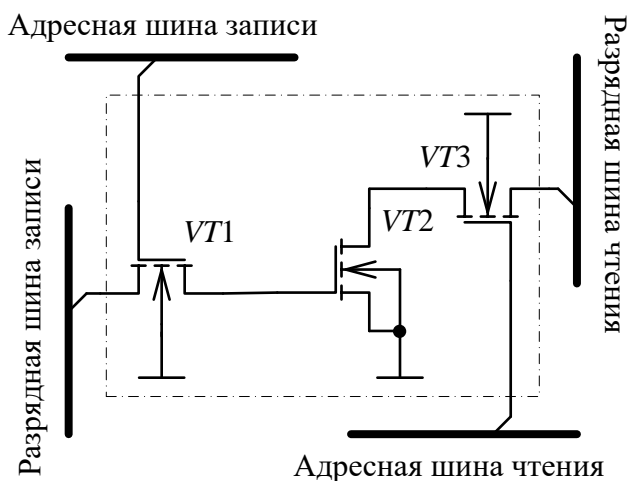 Адресная шина записи
Разрядная шина чтения
VT3
VT1
VT2
Разрядная шина записи
Адресная шина чтения